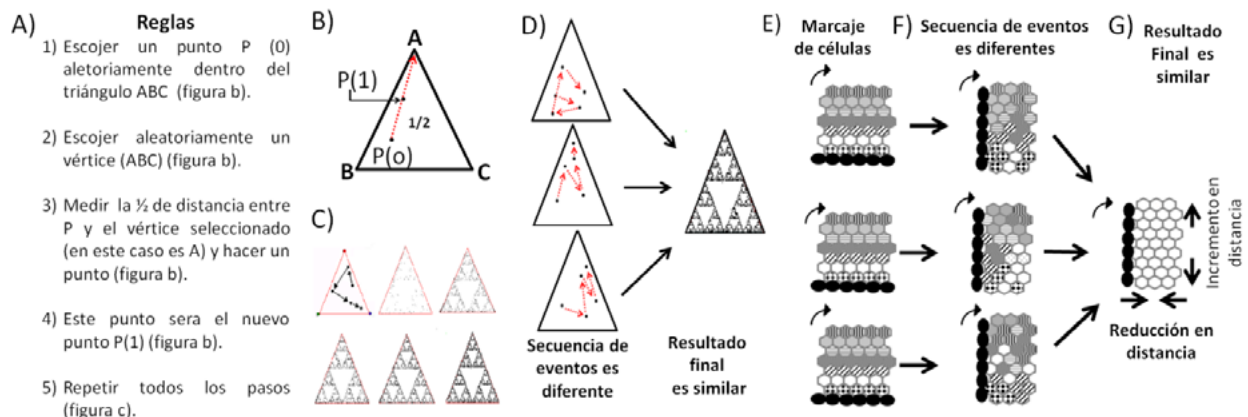 A)
Reglas
1) Escojer un punto P (0)
aletoriamente dentro del
triángulo ABC (figura b).
2) Escojer aleatoriamente un
vértice (ABC) (figura b).
3) Medir la ½ de distancia entre
P y el vértice seleccionado
(en este caso es A) y hacer un
punto (figura b).
4) Este punto sera el nuevo
punto P(1) (figura b).
5) Repetir todos los pasos
(figura c).
B)
A
P(1)
1/2
P(o)
B
C
C)
D)
Secuencia de
eventos es
diferente
Resultado
final
es similar
E)
Marcaje
de células
F)
Secuencia de eventos
es diferentes
G)
Resultado
Final es
similar
Incremento en
distancia
Reducción en
distancia